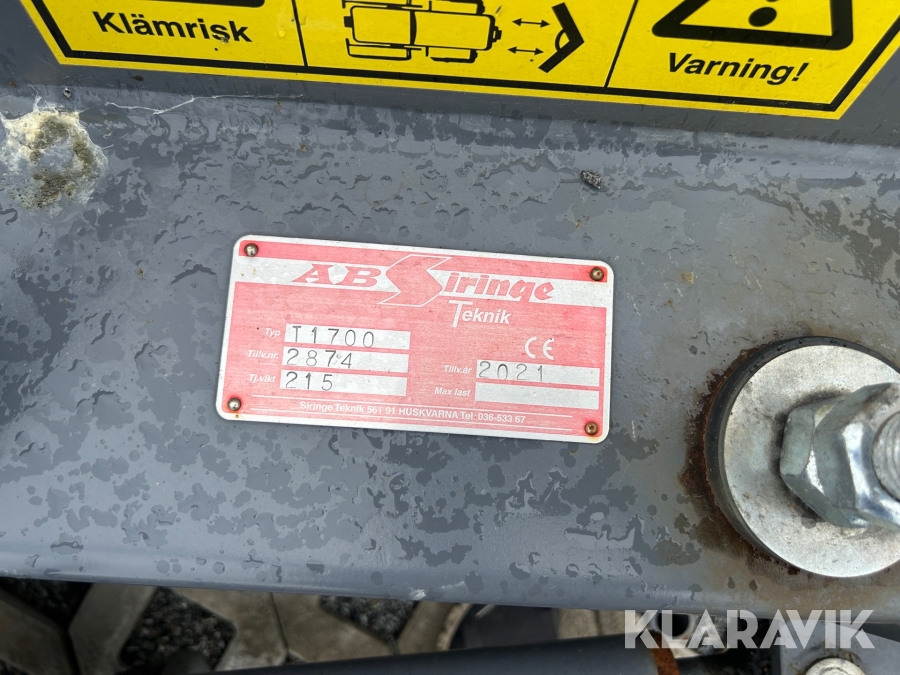 Klämrisk
Varning!
AB Siringe
Teknik
Typ T1700
Tillv.nr. 2874
Tj.vikt 215
CE
Tillv.år 2021
Max last
Siringe Teknik 561 91 HUSKVARNA Tel. 036-533 67
KLARAVIK